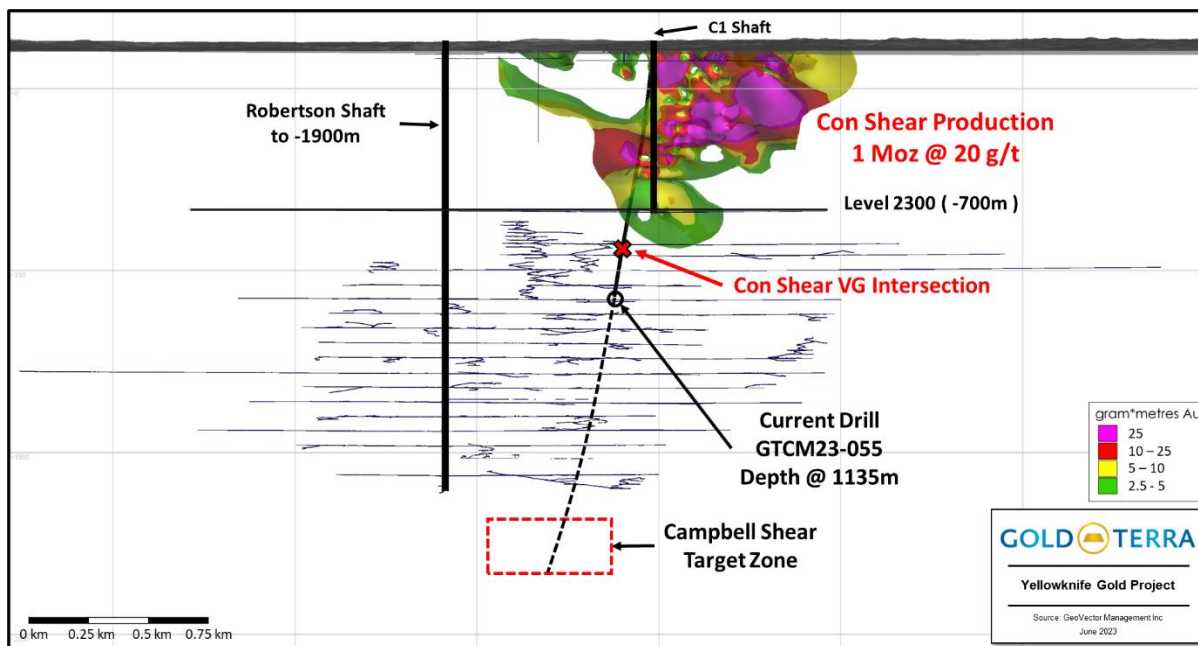 C1 Shaft
Robertson Shaft
to -1900m
Con Shear Production
1 Moz @ 20 g/t
Level 2300 ( -700m )
Con Shear VG Intersection
Current Drill
GTCM23-055
Depth @ 1135m
gram*metres Au
25
10 – 25
5 – 10
2.5 - 5
Campbell Shear
Target Zone
GOLD TERRA
Yellowknife Gold Project
Source: GeoVector Management Inc
June 2023
0 km 0.25 km 0.5 km 0.75 km